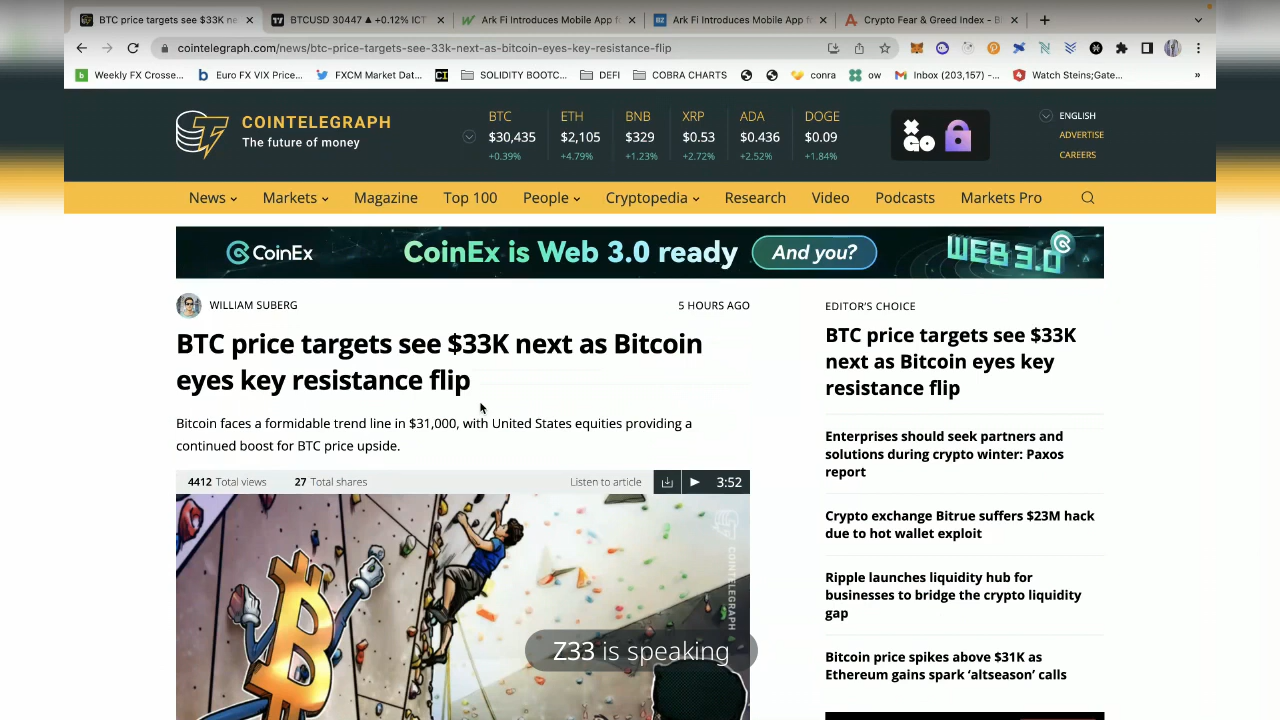 BTC price targets see $33K ne
BTCUSD 30447 ▲ +0.12% ICT
Ark Fi Introduces Mobile App f
Ark Fi Introduces Mobile App f
Crypto Fear & Greed Index - Bi
cointelegraph.com/news/btc-price-targets-see-33k-next-as-bitcoin-eyes-key-resistance-flip
Weekly FX Crosse...
Euro FX VIX Price...
FXCM Market Dat...
SOLIDITY BOOTC...
DEFI
COBRA CHARTS
conra
ow
Inbox (203,157) –...
Watch Steins;Gate...
»
COINTELEGRAPH
The future of money
BTC ETH BNB XRP ADA DOGE
$30,435 $2,105 $329 $0.53 $0.436 $0.09
+0.39% +4.79% +1.23% +2.72% +2.52% +1.84%
GO
ENGLISH
ADVERTISE
CAREERS
News Markets Magazine Top 100 People Cryptopedia Research Video Podcasts Markets Pro
CoinEx
CoinEx is Web 3.0 ready
And you?
WEB 3.0
WILLIAM SUBERG
5 HOURS AGO
BTC price targets see $33K next as Bitcoin
eyes key resistance flip
Bitcoin faces a formidable trend line in $31,000, with United States equities providing a
continued boost for BTC price upside.
4412 Total views 27 Total shares
Listen to article
3:52
COINTELEGRAPH
Z33 is speaking
EDITOR'S CHOICE
BTC price targets see $33K
next as Bitcoin eyes key
resistance flip
Enterprises should seek partners and
solutions during crypto winter: Paxos
report
Crypto exchange Bitrue suffers $23M hack
due to hot wallet exploit
Ripple launches liquidity hub for
businesses to bridge the crypto liquidity
gap
Bitcoin price spikes above $31K as
Ethereum gains spark 'altseason' calls